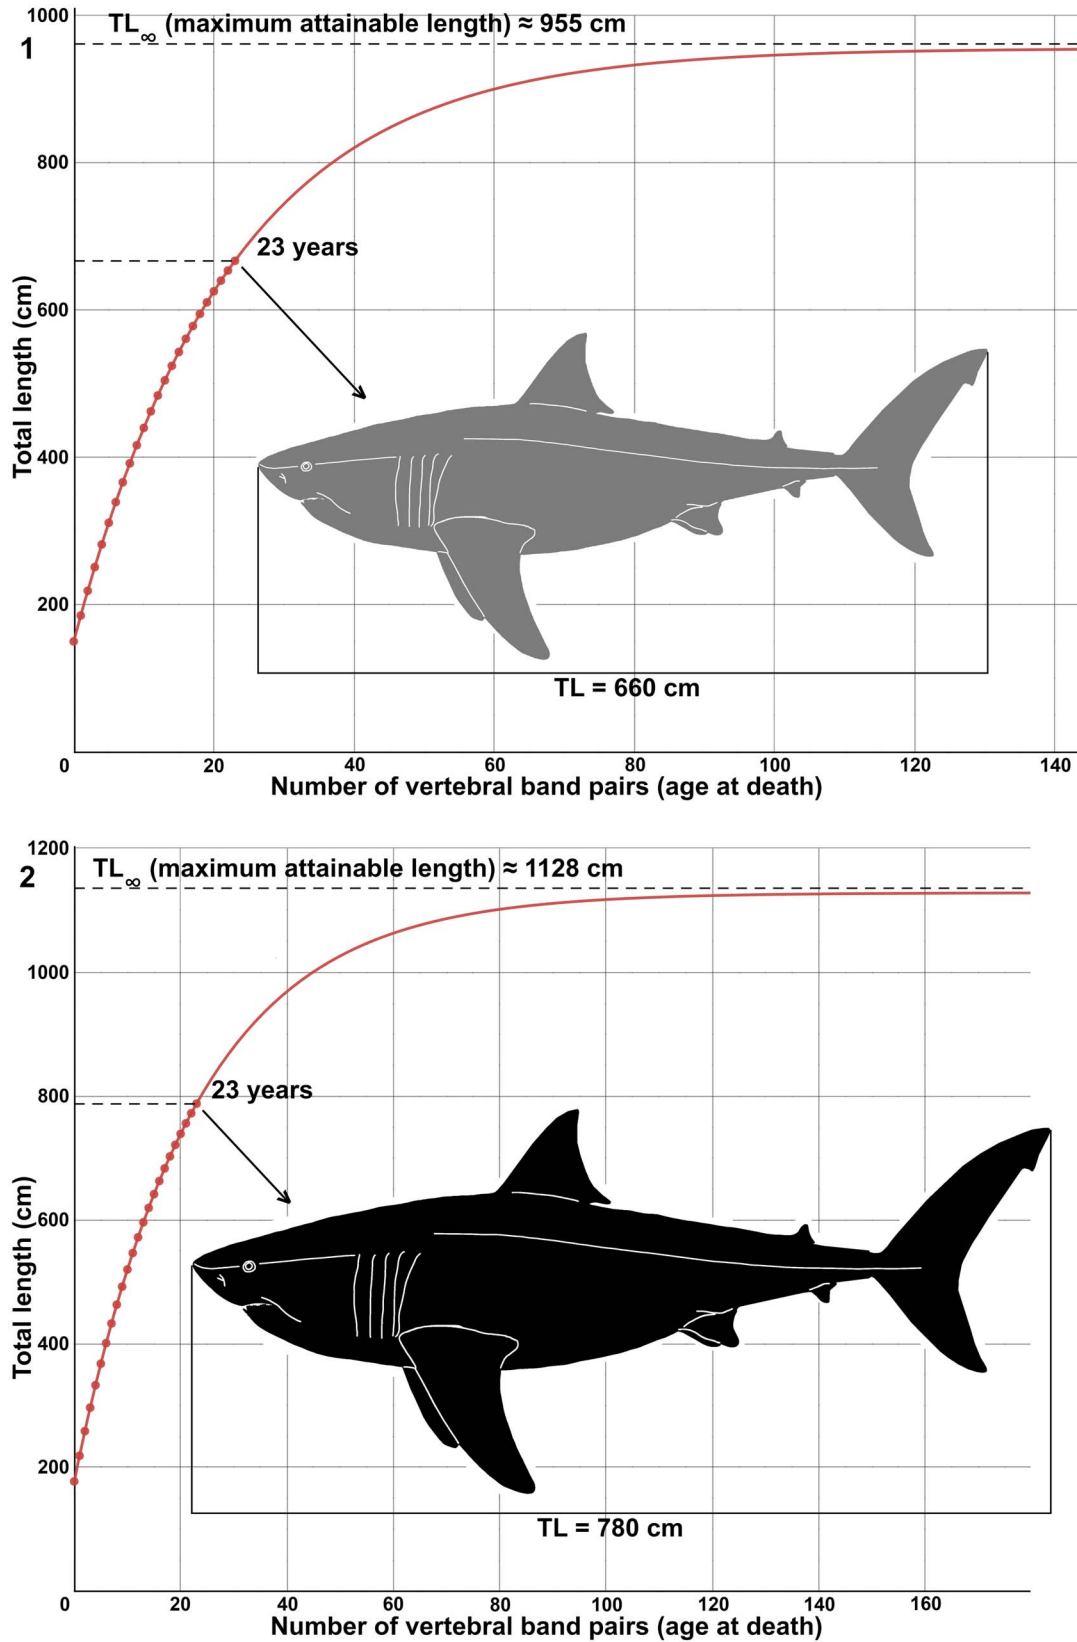 1000
TL∞ (maximum attainable length) ≈ 955 cm
1
800
23 years
600
Total length (cm)
400
200
TL = 660 cm
0 20 40 60 80 100 120 140
Number of vertebral band pairs (age at death)
1200
TL∞ (maximum attainable length) ≈ 1128 cm
2
1000
800
23 years
600
Total length (cm)
400
200
TL = 780 cm
0 20 40 60 80 100 120 140 160
Number of vertebral band pairs (age at death)